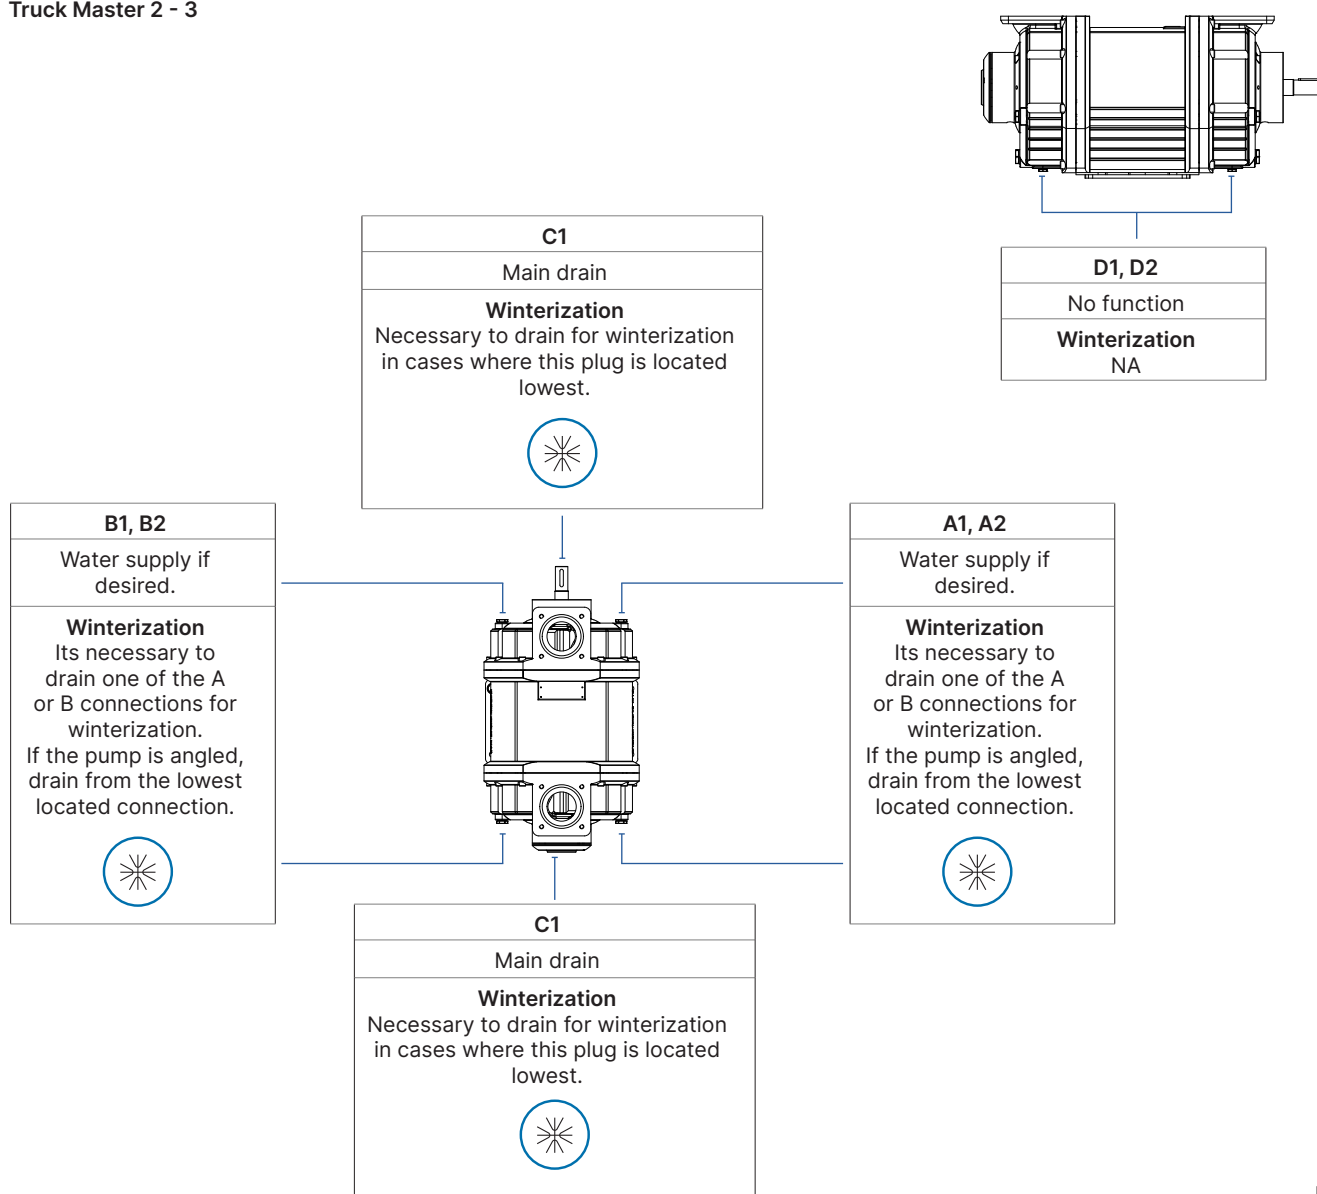 Truck Master 2 - 3
D1, D2
No function
Winterization
NA
C1
Main drain
Winterization
Necessary to drain for winterization
in cases where this plug is located
lowest.
B1, B2
Water supply if
desired.
Winterization
Its necessary to
drain one of the A
or B connections for
winterization.
If the pump is angled,
drain from the lowest
located connection.
A1, A2
Water supply if
desired.
Winterization
Its necessary to
drain one of the A
or B connections for
winterization.
If the pump is angled,
drain from the lowest
located connection.
C1
Main drain
Winterization
Necessary to drain for winterization
in cases where this plug is located
lowest.